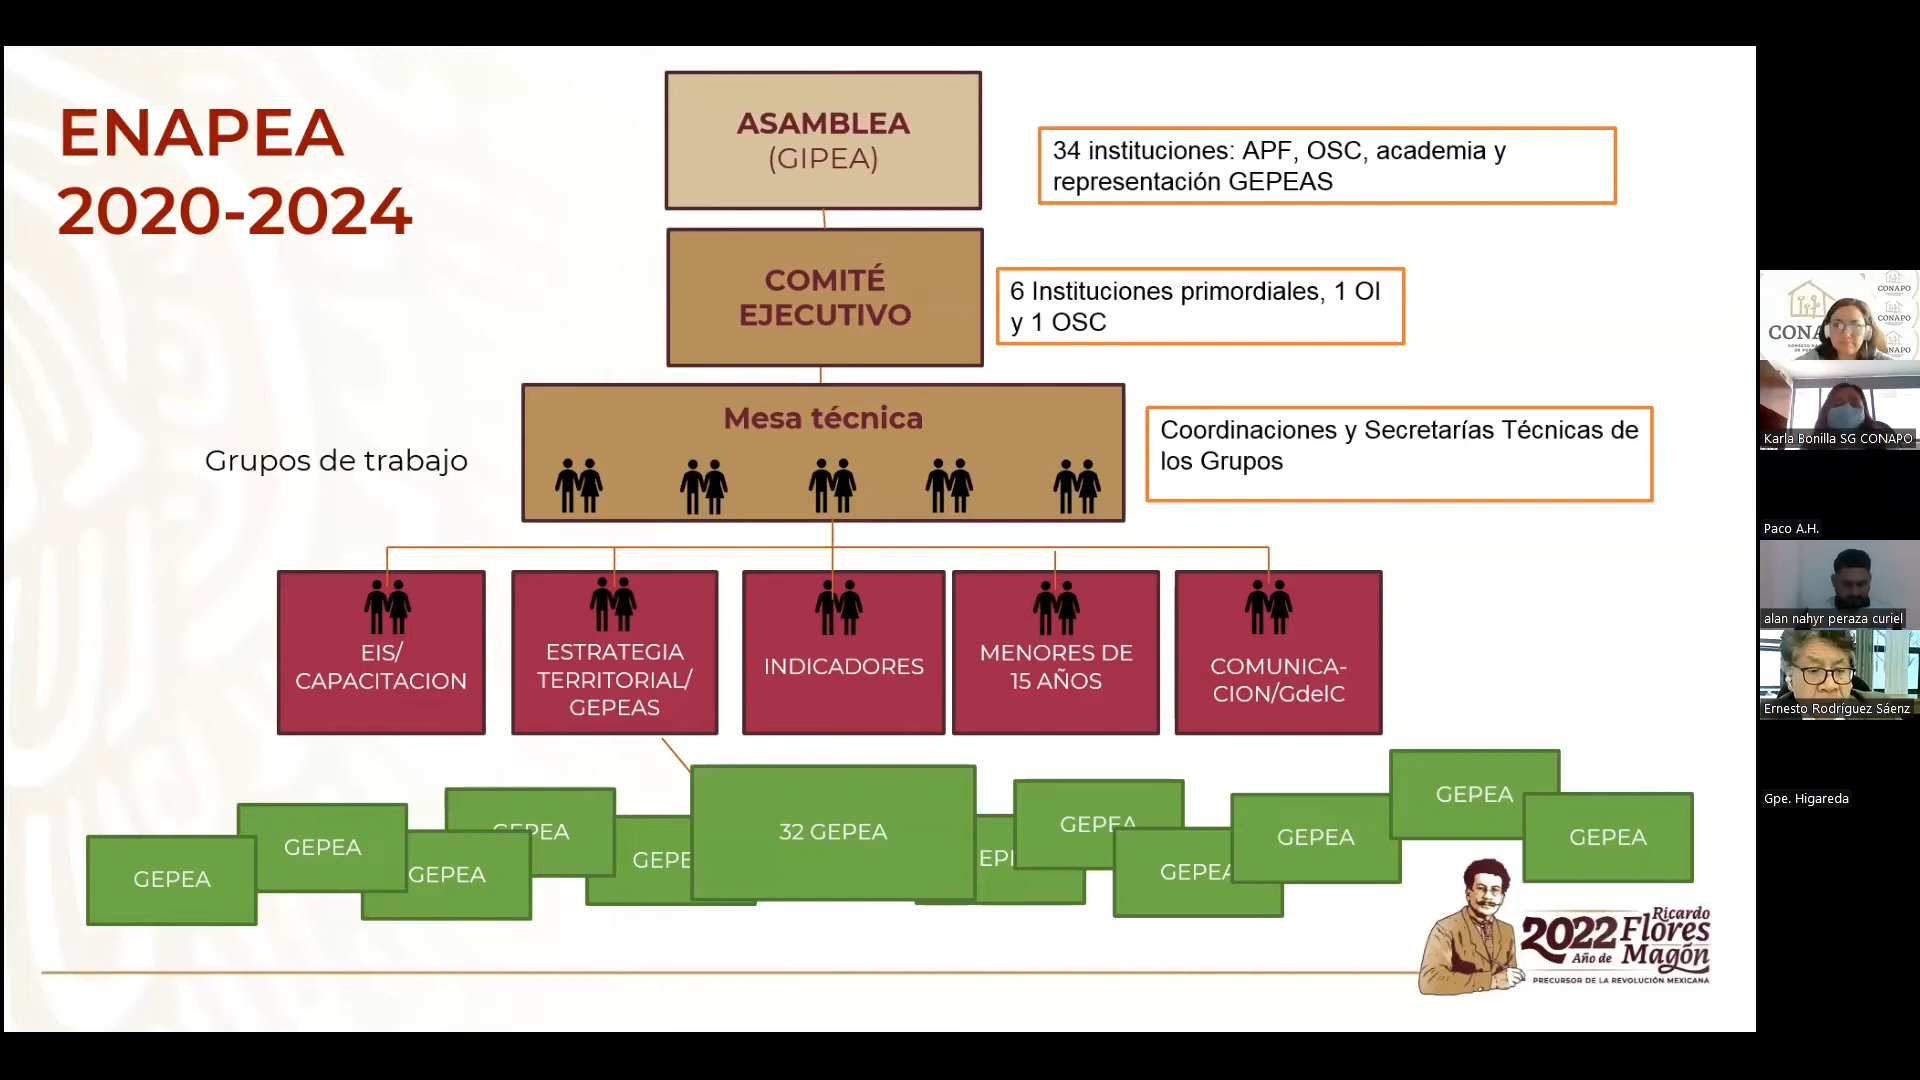 ENAPEA
2020-2024
ASAMBLEA
(GIPEA)
34 instituciones: APF, OSC, academia y
representación GEPEAS
COMITÉ
EJECUTIVO
6 Instituciones primordiales, 1 OI
y 1 OSC
Grupos de trabajo
Mesa técnica
Coordinaciones y Secretarías Técnicas de
los Grupos
EIS/
CAPACITACION
ESTRATEGIA
TERRITORIAL/
GEPEAS
INDICADORES
MENORES DE
15 AÑOS
COMUNICA-
CION/GdelC
GEPEA
GEPEA
GEPEA
GEPEA
GEPE
32 GEPEA
EPE
GEPEA
GEPEA
GEPEA
GEPEA
GEPEA
2022
Año de
Ricardo
Flores
Magón
PRECURSOR DE LA REVOLUCIÓN MEXICANA
CONAPO
CONAPO
CONA
ONAPO
Karla Bonilla SG CONAPO
Paco A.H.
alan nahyr peraza curiel
Ernesto Rodríguez Sáenz
Gpe. Higareda